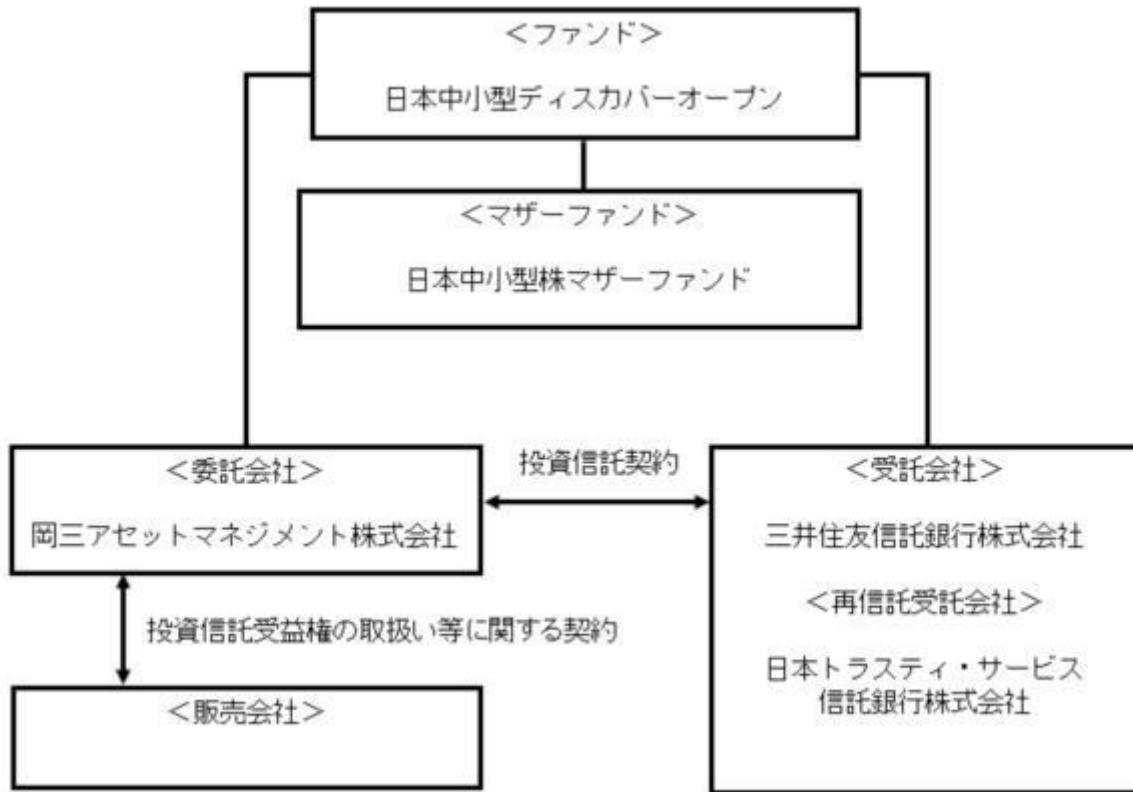 ＜ファンド＞
日本中小型ディスカバーオープン
＜マザーファンド＞
日本中小型株マザーファンド
＜委託会社＞
岡三アセットマネジメント株式会社
投資信託契約
＜受託会社＞
三井住友信託銀行株式会社
＜再信託受託会社＞
日本トラスティ・サービス
信託銀行株式会社
投資信託受益権の取扱い等に関する契約
＜販売会社＞